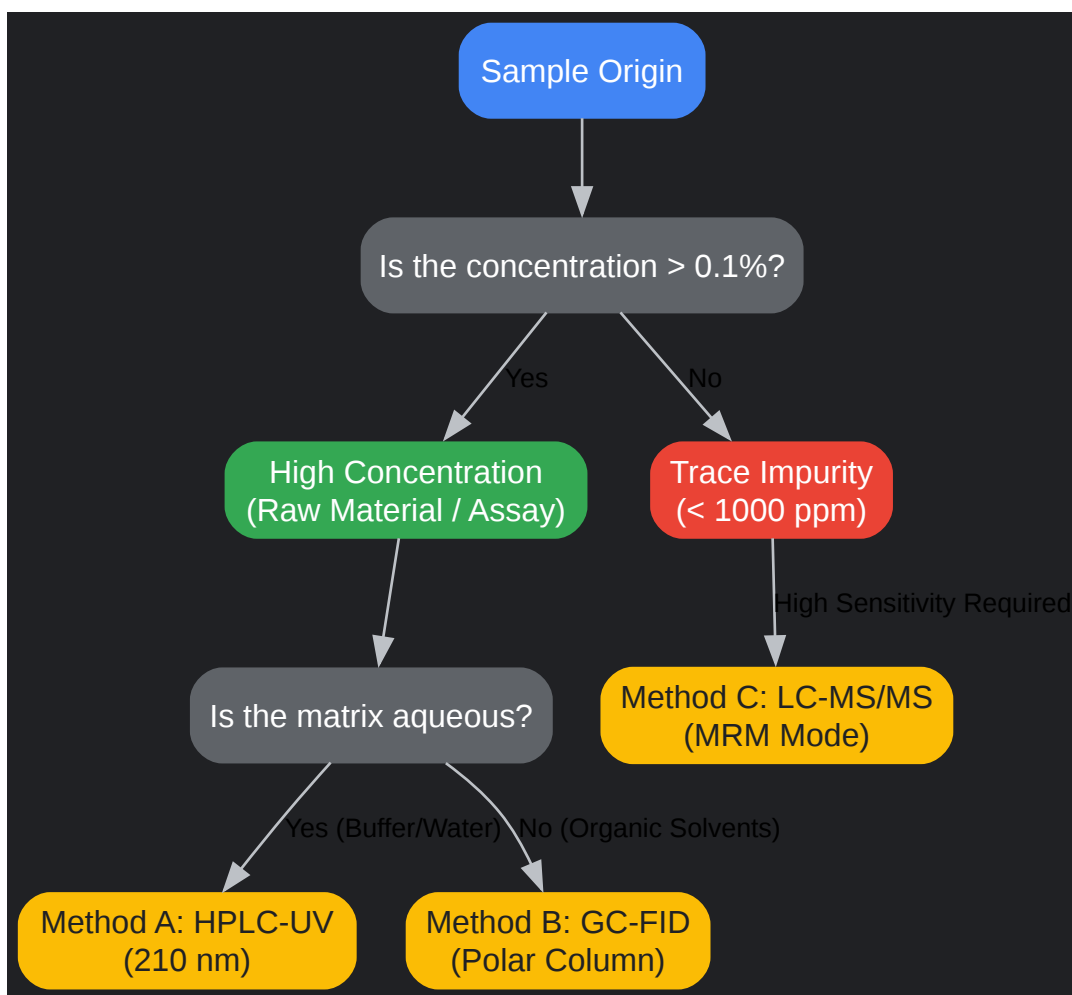 Sample Origin
Is the concentration > 0.1%?
Yes
No
High Concentration
(Raw Material / Assay)
Trace Impurity
(< 1000 ppm)
High Sensitivity Required
Is the matrix aqueous?
Method C: LC-MS/MS
(MRM Mode)
Yes (Buffer/Water)
No (Organic Solvents)
Method A: HPLC-UV
(210 nm)
Method B: GC-FID
(Polar Column)